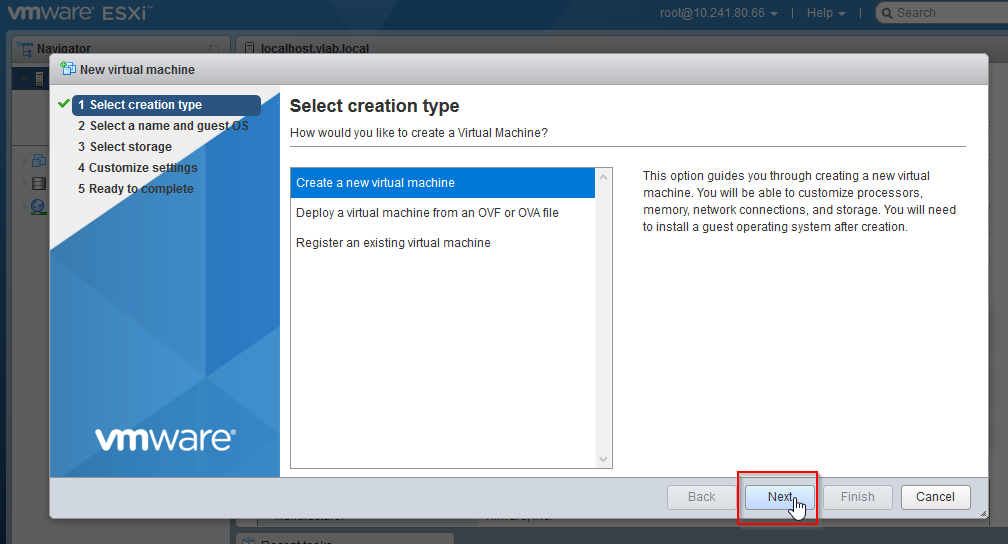 vmware ESXi™
root@10.241.80.66 | Help | Search
Navigator
localhost.vlab.local
New virtual machine
1 Select creation type
2 Select a name and guest OS
3 Select storage
4 Customize settings
5 Ready to complete
vmware®
Select creation type
How would you like to create a Virtual Machine?
Create a new virtual machine
Deploy a virtual machine from an OVF or OVA file
Register an existing virtual machine
This option guides you through creating a new virtual
machine. You will be able to customize processors,
memory, network connections, and storage. You will need
to install a guest operating system after creation.
Back
Next
Finish
Cancel
Recent tasks